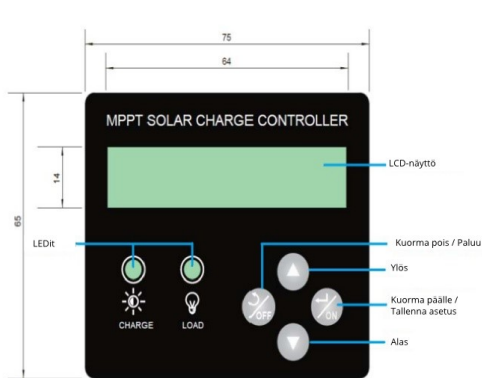 75
64
MPPT SOLAR CHARGE CONTROLLER
14
65
LCD-näyttö
LEDit
Kuorma pois / Paluu
Ylös
OFF
ON
Kuorma päälle /
Tallenna asetus
CHARGE
LOAD
Alas